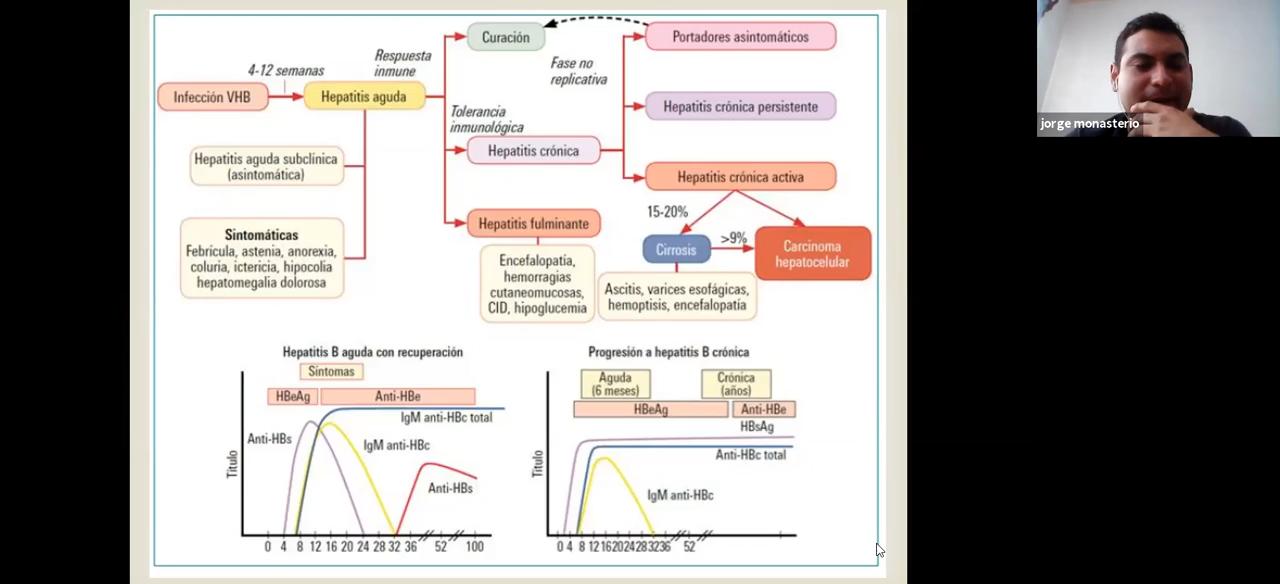 Curación
Portadores asintomáticos
jorge monasterio
4-12 semanas
Respuesta
inmune
Fase no
replicativa
Infección VHB
Hepatitis aguda
Hepatitis crónica persistente
Tolerancia
inmunológica
Hepatitis crónica
Hepatitis aguda subclínica
(asintomática)
Hepatitis crónica activa
Sintomáticas
Febrícula, astenia, anorexia,
coluria, ictericia, hipocolia
hepatomegalia dolorosa
Hepatitis fulminante
Encefalopatía,
hemorragias
cutaneomucosas,
CID, hipoglucemia
15-20%
Cirrosis
>9%
Carcinoma
hepatocelular
Ascitis, varices esofágicas,
hemoptisis, encefalopatía
Hepatitis B aguda con recuperación
Síntomas
HBeAg
Anti-HBe
IgM anti-HBc total
Anti-HBs
IgM anti-HBc
Anti-HBs
Título
0 4 8 12 16 20 24 28 32 36 52 100
Progresión a hepatitis B crónica
Aguda
(6 meses)
Crónica
(años)
HBeAg
Anti-HBe
HBsAg
Anti-HBc total
IgM anti-HBc
Título
0 4 8 12 16 20 24 28 32 36 52